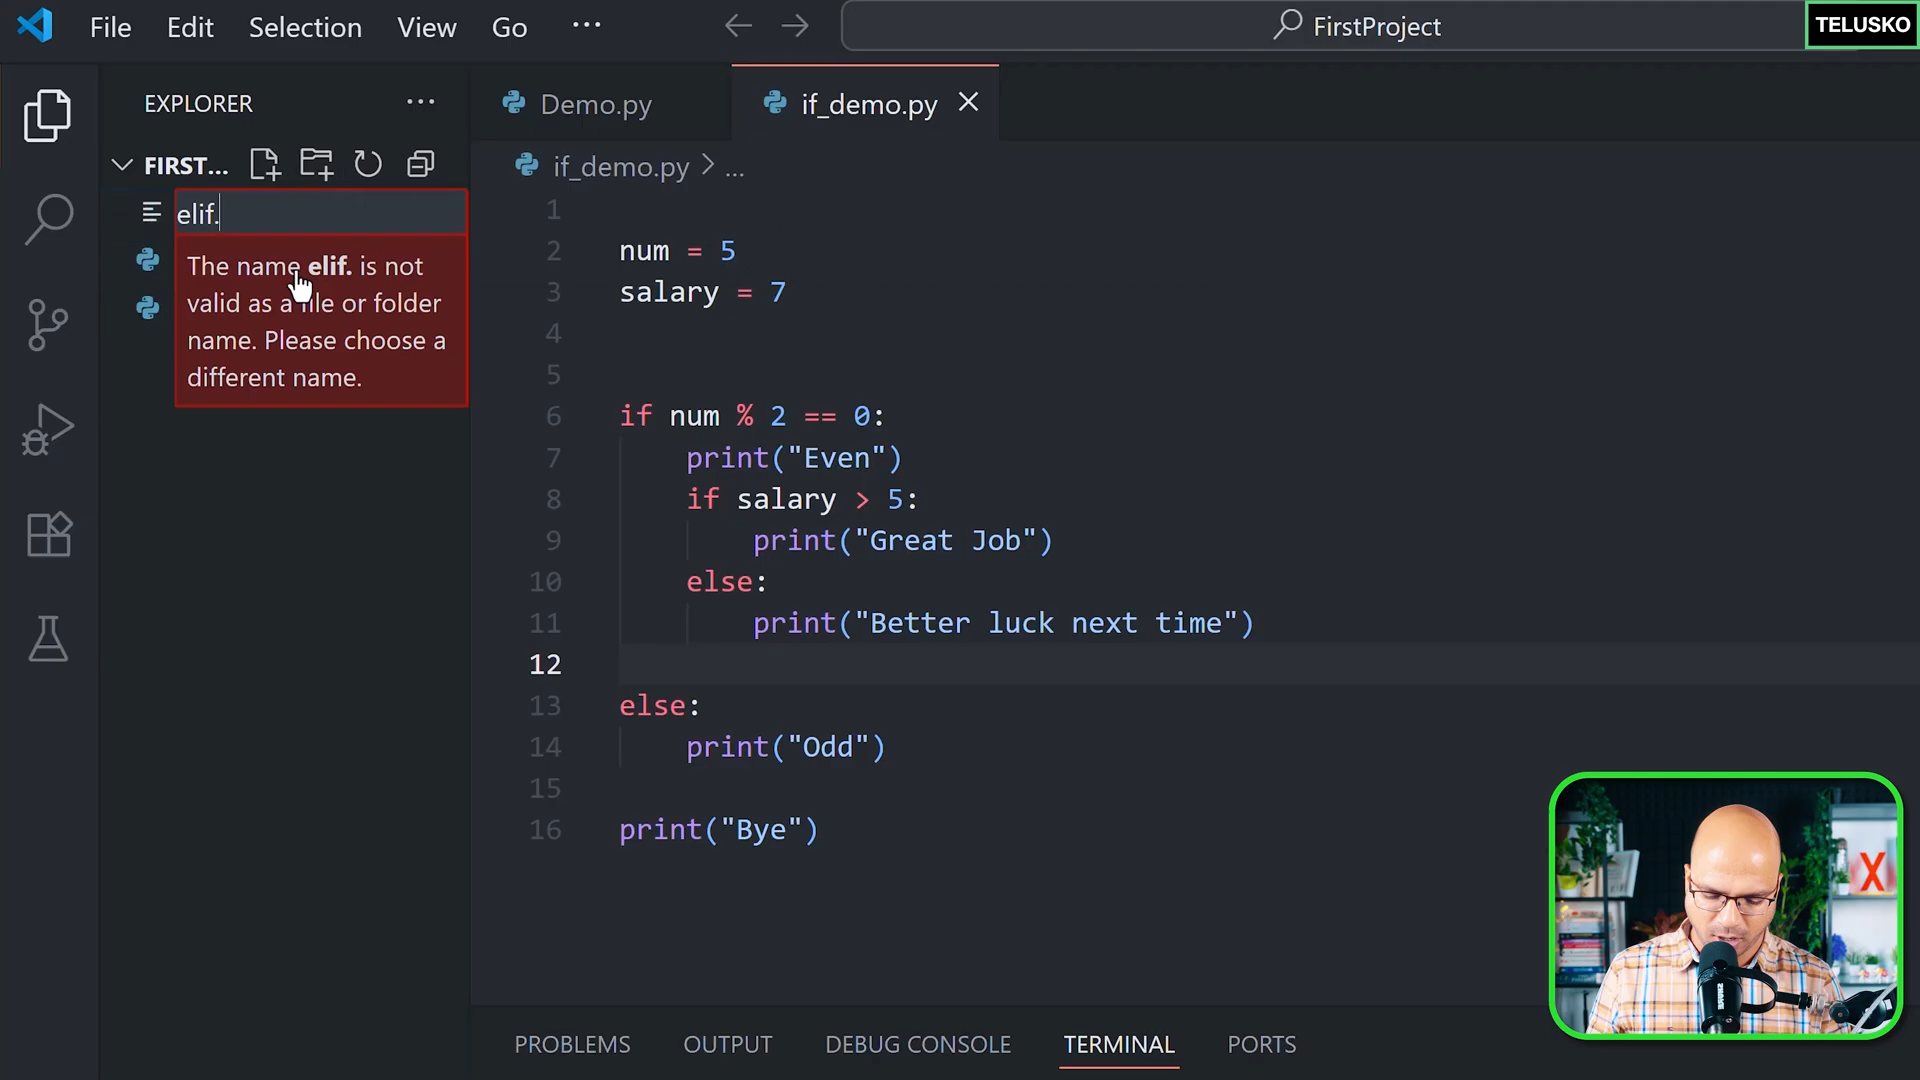 File Edit Selection View Go ...
FirstProject
TELUSKO
EXPLORER ...
Demo.py
if_demo.py
FIRST...
if_demo.py > ...
elif.
The name elif. is not
valid as a file or folder
name. Please choose a
different name.
1
2 num = 5
3 salary = 7
4
5
6 if num % 2 == 0:
7 print("Even")
8 if salary > 5:
9 print("Great Job")
10 else:
11 print("Better luck next time")
12
13 else:
14 print("Odd")
15
16 print("Bye")
X
PROBLEMS OUTPUT DEBUG CONSOLE TERMINAL PORTS